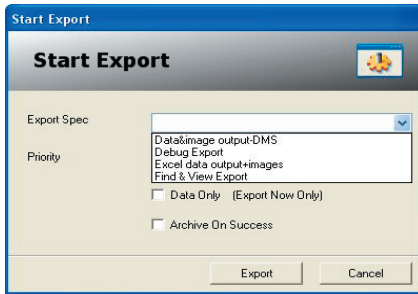 Start Export
Start Export
Export Spec
Data&image output-DMS
Debug Export
Excel data output+images
Find & View Export
Priority
Data Only (Export Now Only)
Archive On Success
Export Cancel